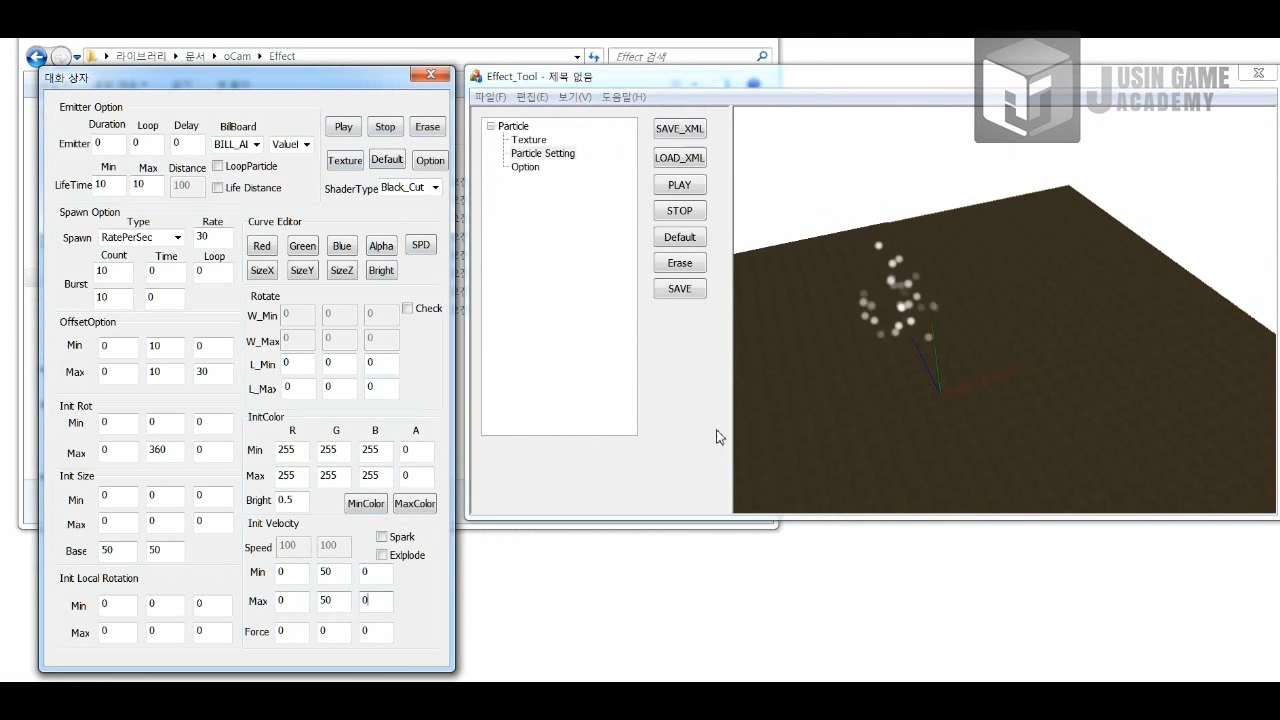 라이브러리 ▸ 문서 ▸ oCam ▸ Effect
Effect 검색
JUSIN GAME
ACADEMY
대화 상자
Emitter Option
Duration Loop Delay BillBoard
Emitter 0 0 0 BILL_Al Valuel
Min Max Distance LoopParticle
LifeTime 10 10 100 Life Distance
Play Stop Erase
Texture Default Option
ShaderType Black_Cut
Spawn Option
Type Rate
Spawn RatePerSec 30
Count Time Loop
10 0 0
Burst
10 0
OffsetOption
Min 0 10 0
Max 0 10 30
Init Rot
Min 0 0 0
Max 0 360 0
Init Size
Min 0 0 0
Max 0 0 0
Base 50 50
Init Local Rotation
Min 0 0 0
Max 0 0 0
Curve Editor
Red Green Blue Alpha SPD
SizeX SizeY SizeZ Bright
Rotate
W_Min 0 0 0 Check
W_Max 0 0 0
L_Min 0 0 0
L_Max 0 0 0
InitColor
R G B A
Min 255 255 255 0
Max 255 255 255 0
Bright 0.5 MinColor MaxColor
Init Velocity
Spark
Speed 100 100
Exlplode
Min 0 50 0
Max 0 50 0
Force 0 0 0
Effect_Tool - 제목 없음
파일(F) 편집(E) 보기(V) 도움말(H)
Particle
Texture
Particle Setting
Option
SAVE_XML
LOAD_XML
PLAY
STOP
Default
Erase
SAVE